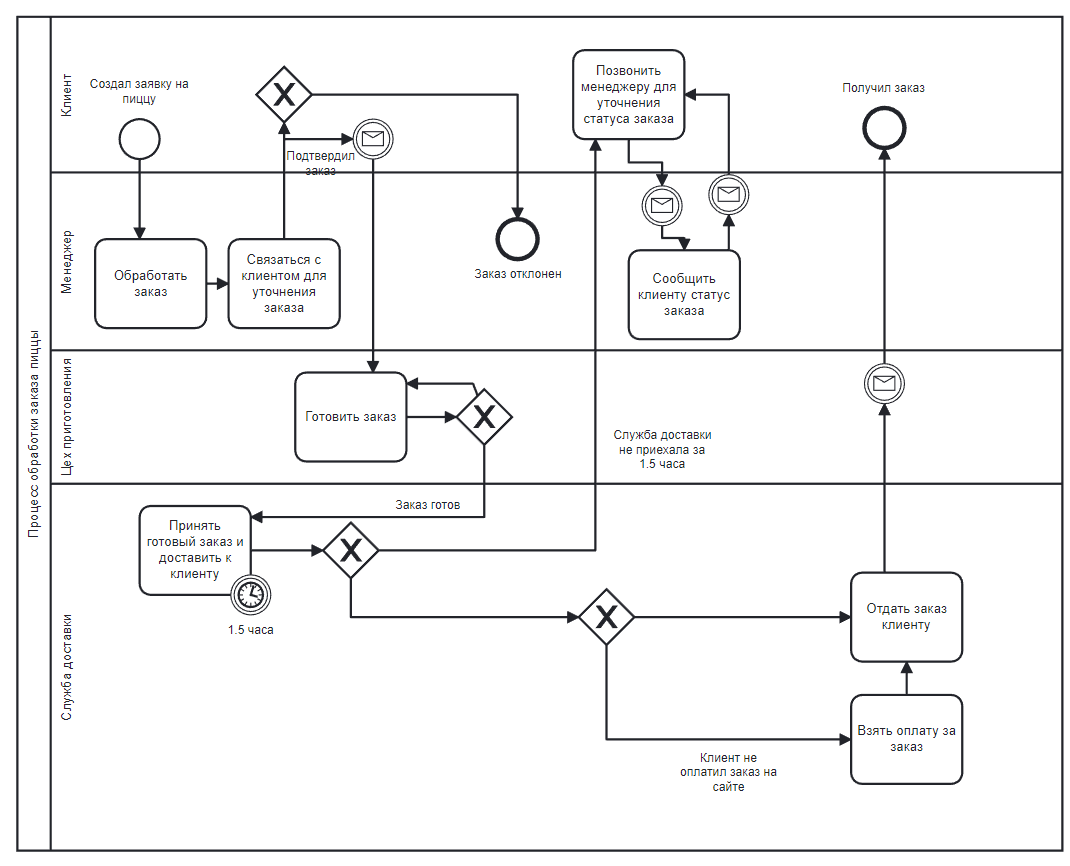 Процесс обработки заказа пиццы
Клиент
Создал заявку на
пиццу
Подтвердил
заказ
Позвонить
менеджеру для
уточнения
статуса заказа
Получил заказ
Менеджер
Обработать
заказ
Связаться с
клиентом для
уточнения
заказа
Заказ отклонен
Сообщить
клиенту статус
заказа
Цех приготовления
Готовить заказ
Служба доставки
не приехала за
1.5 часа
Служба доставки
Заказ готов
Принять
готовый заказ и
доставить к
клиенту
1.5 часа
Отдать заказ
клиенту
Взять оплату за
заказ
Клиент не
оплатил заказ на
сайте